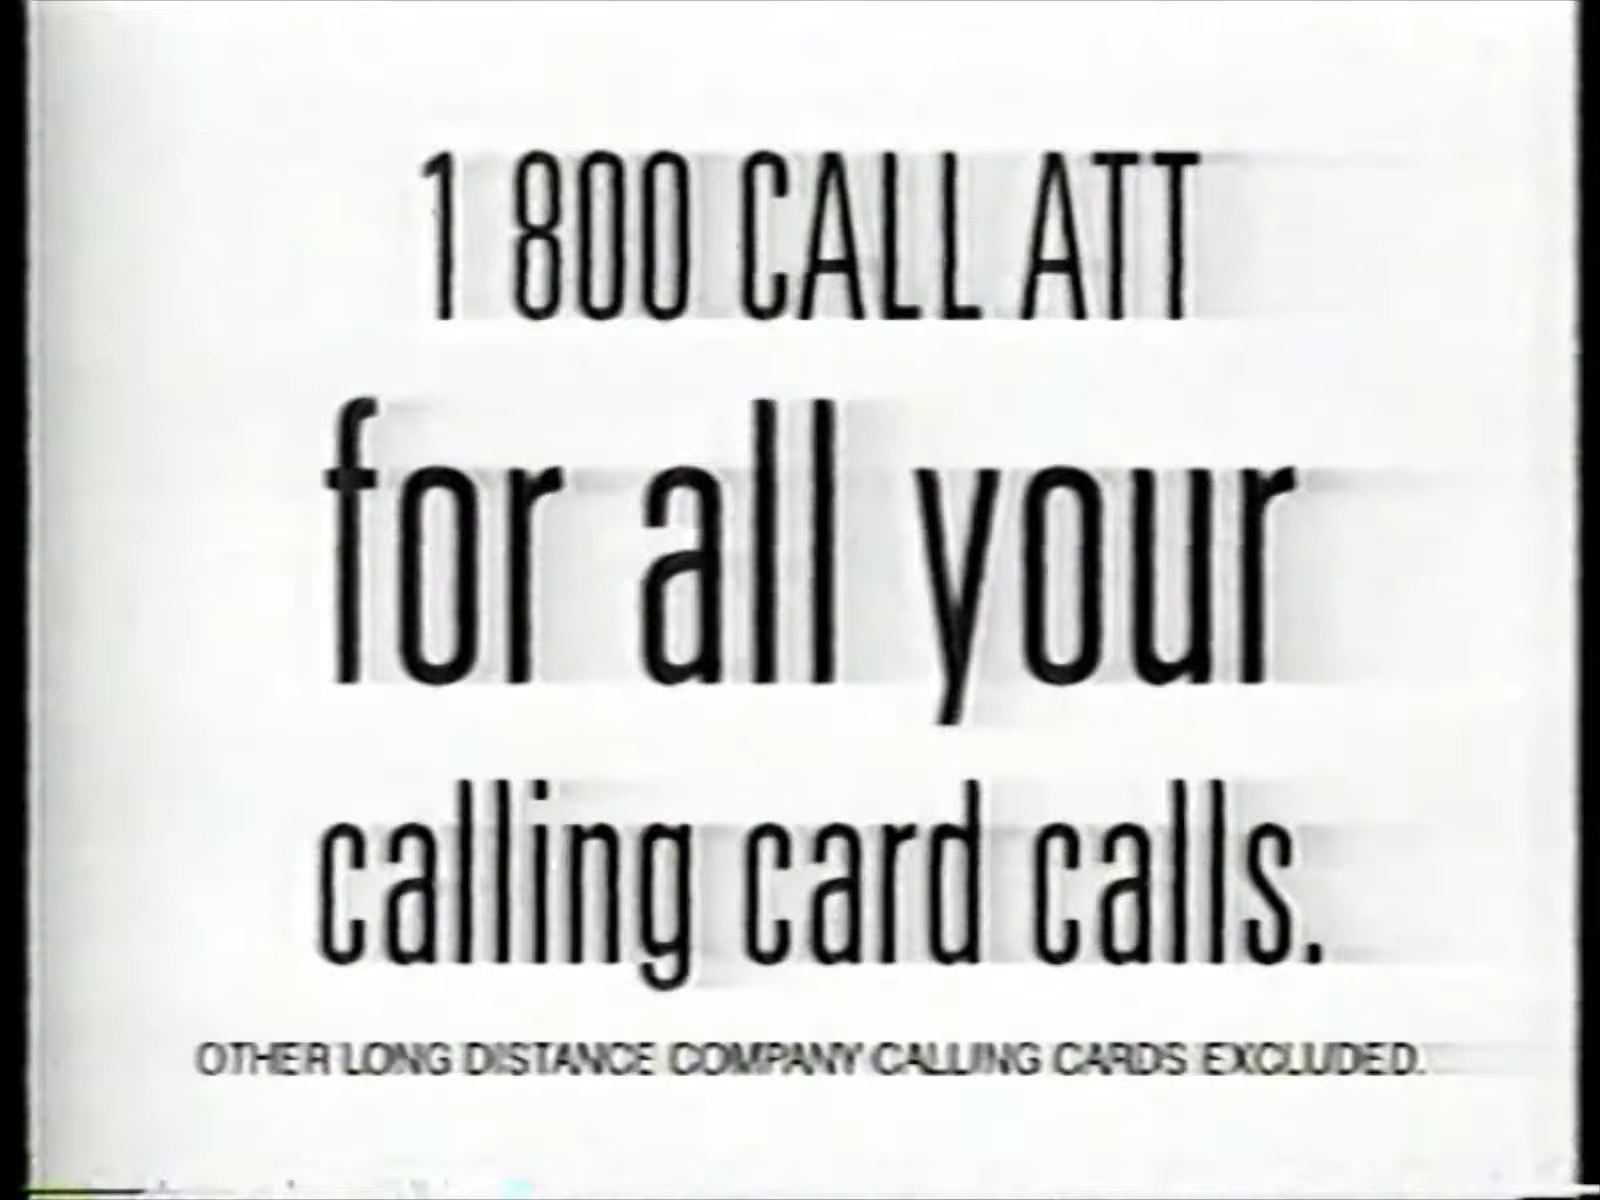 1 800 CALL ATT
for all your
calling card calls.
OTHER LONG DISTANCE COMPANY CALLING CARDS EXCLUDED.